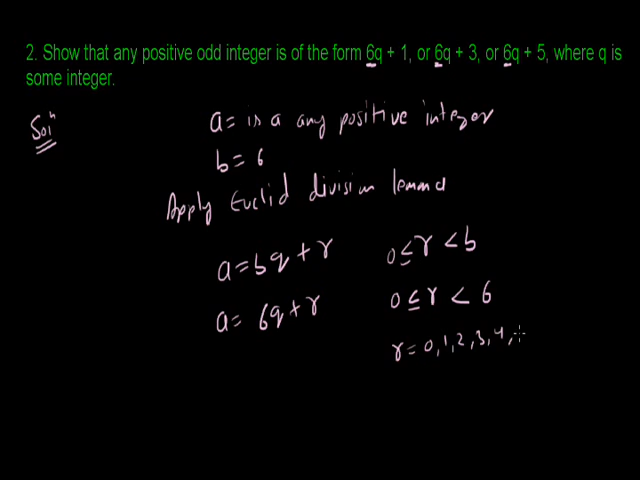 2. Show that any positive odd integer is of the form 6q + 1, or 6q + 3, or 6q + 5, where q is
some integer.
Solⁿ
a= is a any positive integer
b = 6
Apply Euclid division lemma
a = bq + r 0 ≤ r < b
a = 6q + r 0 ≤ r < 6
r = 0, 1, 2, 3, 4,